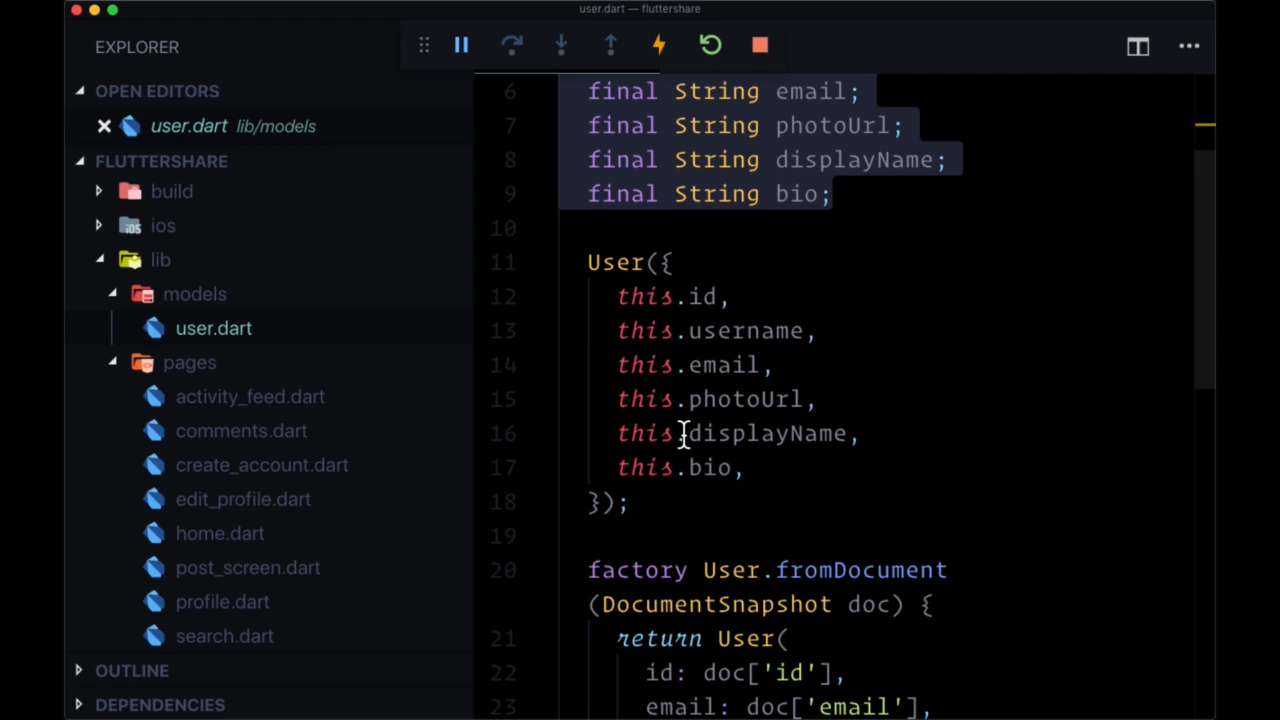 user.dart — fluttershare
EXPLORER
OPEN EDITORS
user.dart lib/models
FLUTTERSHARE
build
ios
lib
models
user.dart
pages
activity_feed.dart
comments.dart
create_account.dart
edit_profile.dart
home.dart
post_screen.dart
profile.dart
search.dart
OUTLINE
DEPENDENCIES
6 final String email;
7 final String photoUrl;
8 final String displayName;
9 final String bio;
10
11 User({
12 this.id,
13 this.username,
14 this.email,
15 this.photoUrl,
16 this.displayName,
17 this.bio,
18 });
19
20 factory User.fromDocument
(DocumentSnapshot doc) {
21 return User(
22 id: doc['id'],
23 email: doc['email'],